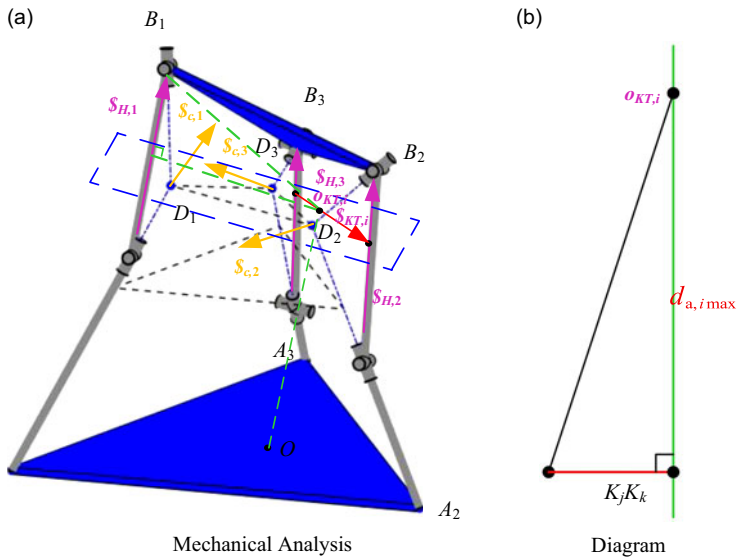 (a)
(b)
B1
B3
B2
$H,1
$c,1
$c,3
D3
$H,3
oKT,i
$KT,i
D1
D2
$c,2
$H,2
A3
O
A2
Mechanical Analysis
oKT,i
da,i max
KjKk
Diagram